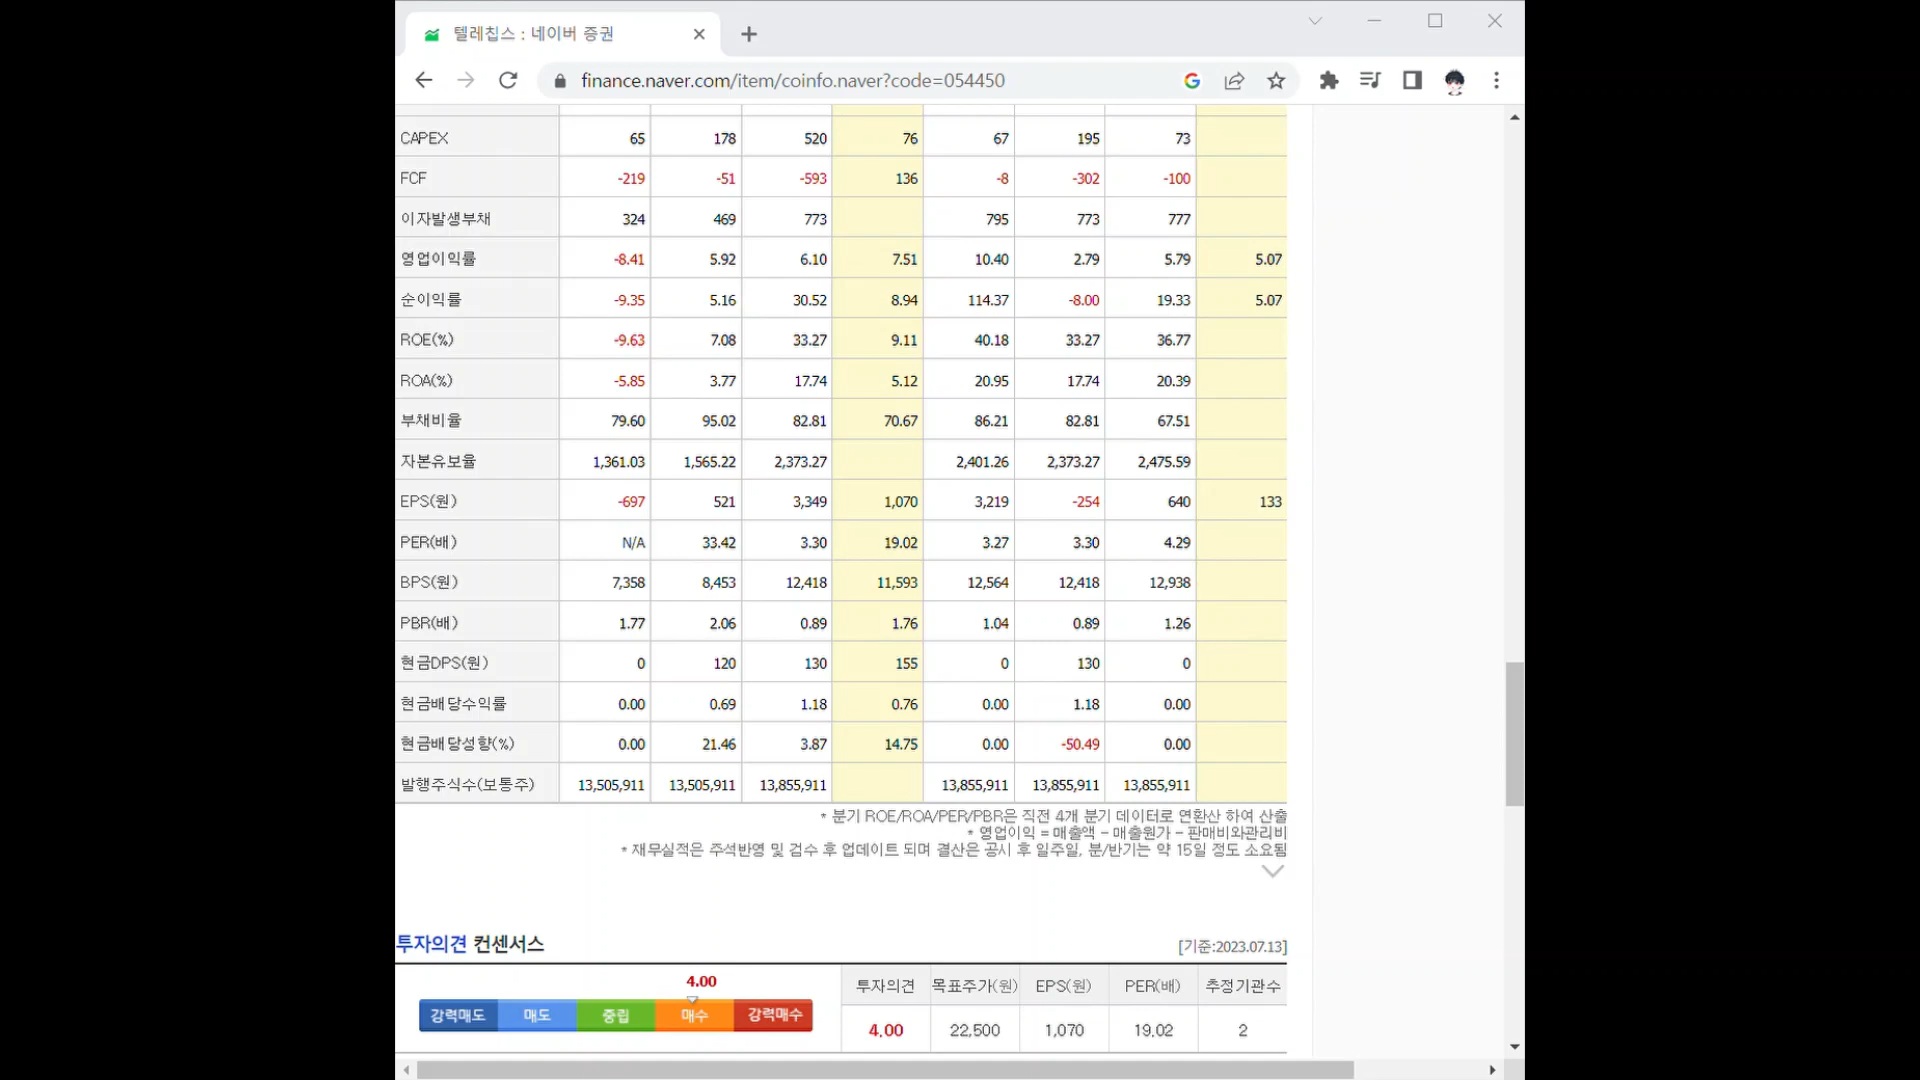 텔레칩스 : 네이버 증권
finance.naver.com/item/coinfo.naver?code=054450
CAPEX 65 178 520 76 67 195 73
FCF -219 -51 -593 136 -8 -302 -100
이자발생부채 324 469 773 795 773 777
영업이익률 -8.41 5.92 6.10 7.51 10.40 2.79 5.79 5.07
순이익률 -9.35 5.16 30.52 8.94 114.37 -8.00 19.33 5.07
ROE(%) -9.63 7.08 33.27 9.11 40.18 33.27 36.77
ROA(%) -5.85 3.77 17.74 5.12 20.95 17.74 20.39
부채비율 79.60 95.02 82.81 70.67 86.21 82.81 67.51
자본유보율 1,361.03 1,565.22 2,373.27 2,401.26 2,373.27 2,475.59
EPS(원) -697 521 3,349 1,070 3,219 -254 640 133
PER(배) N/A 33.42 3.30 19.02 3.27 3.30 4.29
BPS(원) 7,358 8,453 12,418 11,593 12,564 12,418 12,938
PBR(배) 1.77 2.06 0.89 1.76 1.04 0.89 1.26
현금DPS(원) 0 120 130 155 0 130 0
현금배당수익률 0.00 0.69 1.18 0.76 0.00 1.18 0.00
현금배당성향(%) 0.00 21.46 3.87 14.75 0.00 -50.49 0.00
발행주식수(보통주) 13,505,911 13,505,911 13,855,911 13,855,911 13,855,911 13,855,911
* 분기 ROE/ROA/PER/PBR은 직전 4개 분기 데이터로 연환산 하여 산출
* 영업이익 = 매출액 - 매출원가 - 판매비와관리비
* 재무실적은 주석반영 및 검수 후 업데이트 되며 결산은 공시 후 일주일, 분/반기는 약 15일 정도 소요됨
투자의견 컨센서스 [기준:2023.07.13]
4.00
강력매도 매도 중립 매수 강력매수
투자의견 목표주가(원) EPS(원) PER(배) 추정기관수
4.00 22,500 1,070 19.02 2